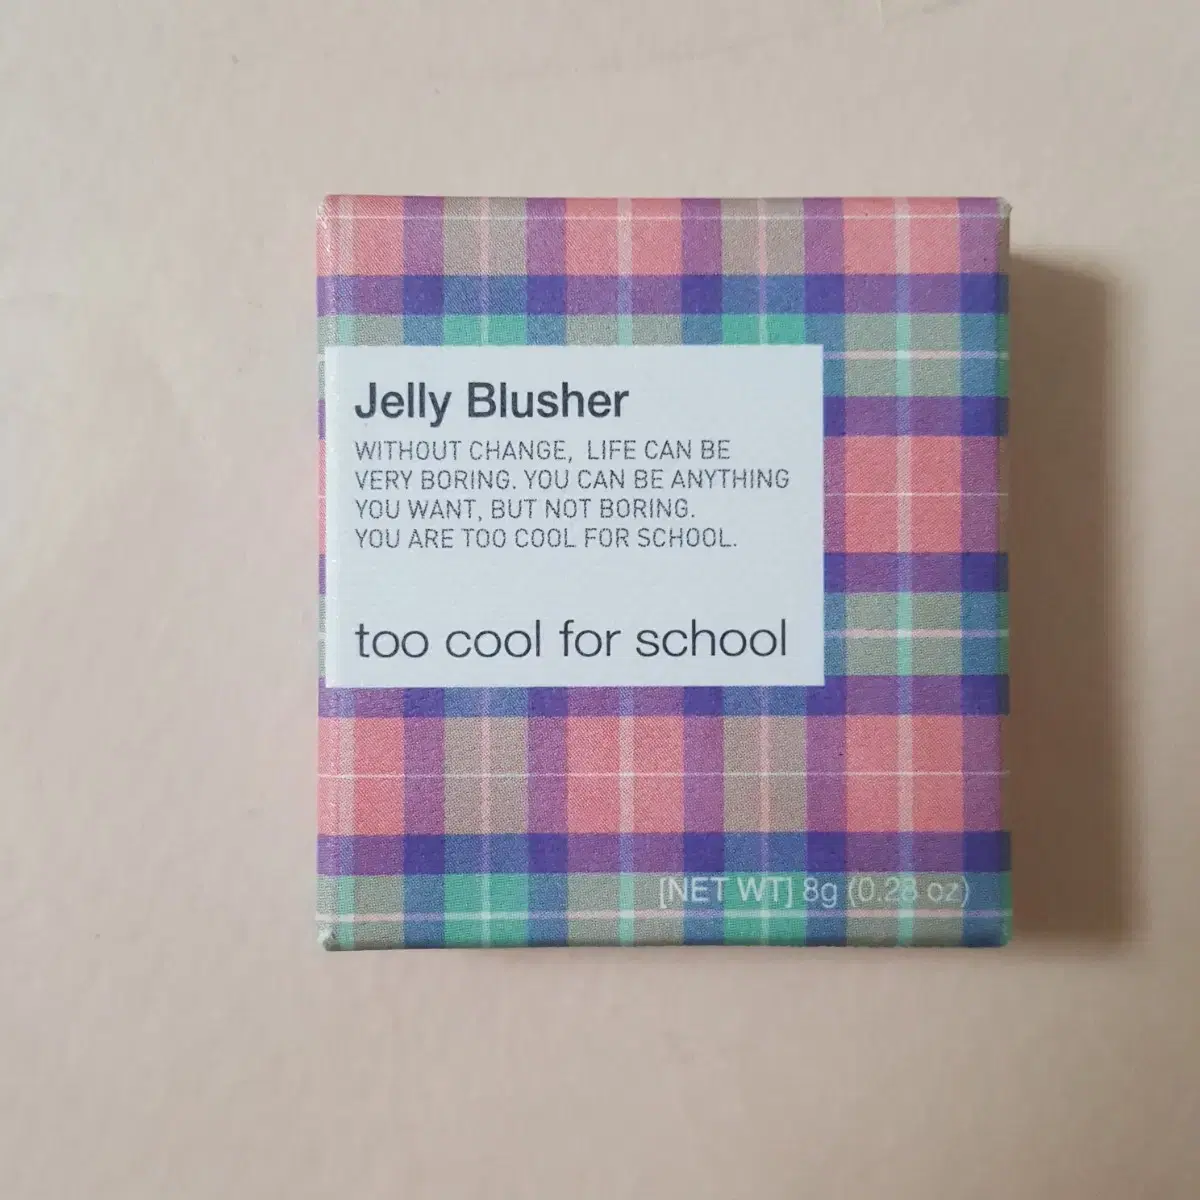 Jelly Blusher
WITHOUT CHANGE, LIFE CAN BE
VERY BORING. YOU CAN BE ANYTHING
YOU WANT, BUT NOT BORING.
YOU ARE TOO COOL FOR SCHOOL.
too cool for school
[NET WT] 8g (0.28 oz)